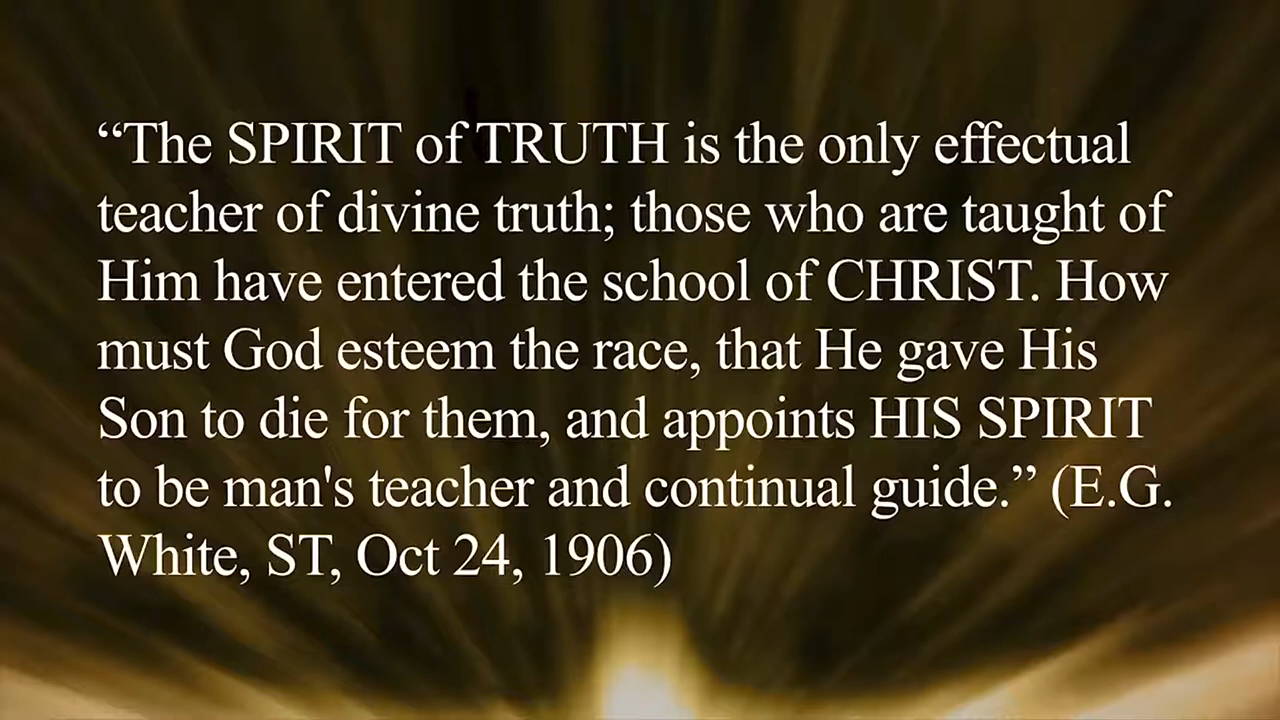 “The SPIRIT of TRUTH is the only effectual
teacher of divine truth; those who are taught of
Him have entered the school of CHRIST. How
must God esteem the race, that He gave His
Son to die for them, and appoints HIS SPIRIT
to be man's teacher and continual guide.” (E.G.
White, ST, Oct 24, 1906)